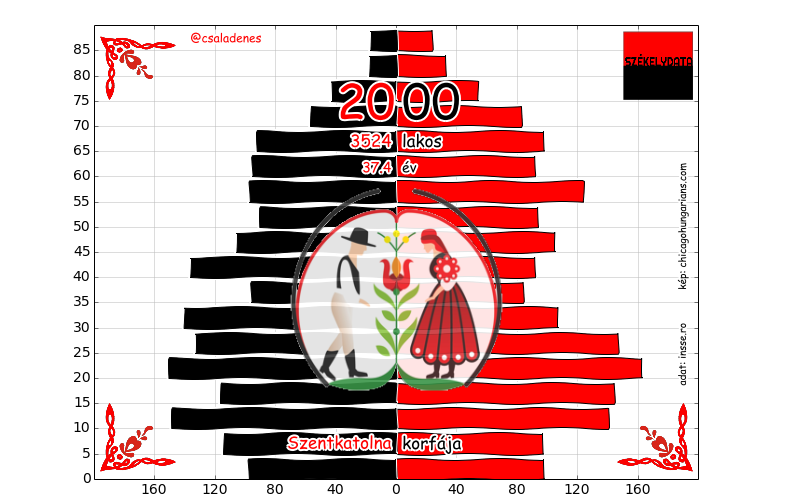 @csaladenes
SZÉKELYDATA
2000
3524 lakos
37.4 év
kép: chicagohungarians.com
adat: insse.ro
Szentkatolna korfája
85
80
75
70
65
60
55
50
45
40
35
30
25
20
15
10
5
0
160 120 80 40 0 40 80 120 160